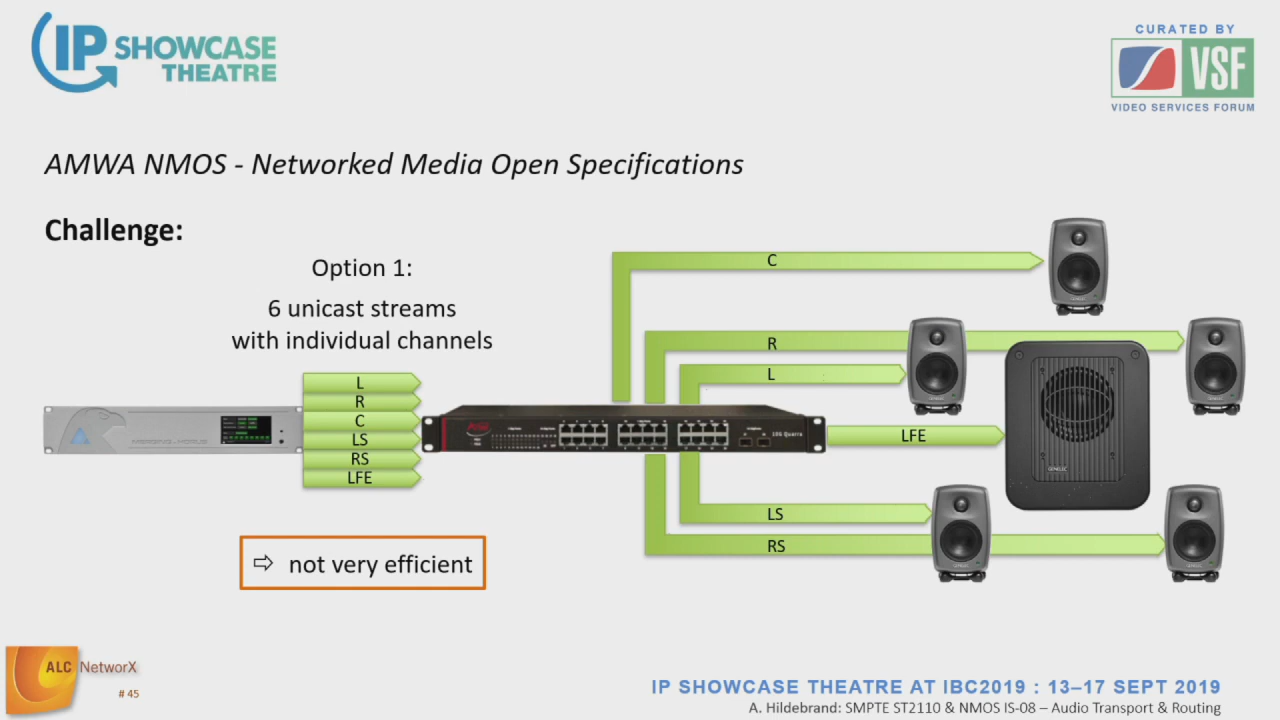 IP SHOWCASE THEATRE
CURATED BY
VSF
VIDEO SERVICES FORUM
AMWA NMOS - Networked Media Open Specifications
Challenge:
Option 1:
6 unicast streams
with individual channels
L
R
C
LS
RS
LFE
C
R
L
LFE
LS
RS
⇨ not very efficient
ALC NetworX
# 45
IP SHOWCASE THEATRE AT IBC2019 : 13–17 SEPT 2019
A. Hildebrand: SMPTE ST2110 & NMOS IS-08 – Audio Transport & Routing